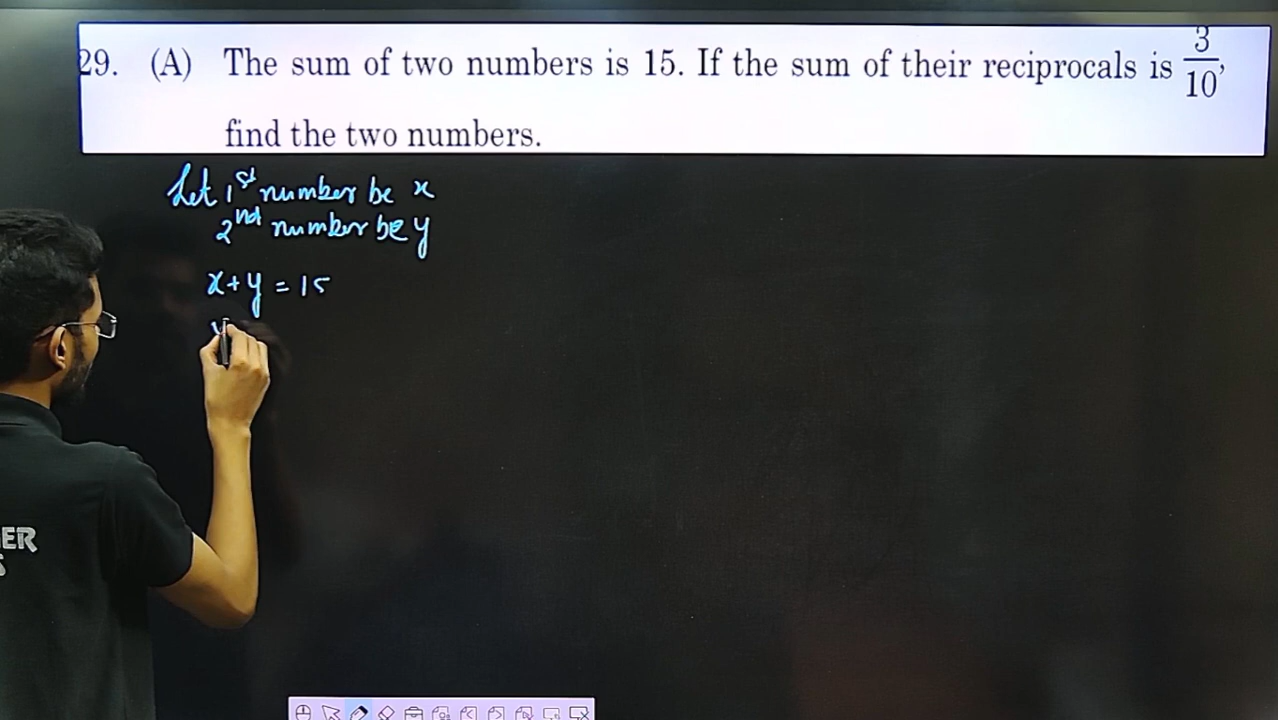 29. (A) The sum of two numbers is 15. If the sum of their reciprocals is 3/10,
find the two numbers.
Let 1st number be x
2nd number be y
x+y = 15
ER